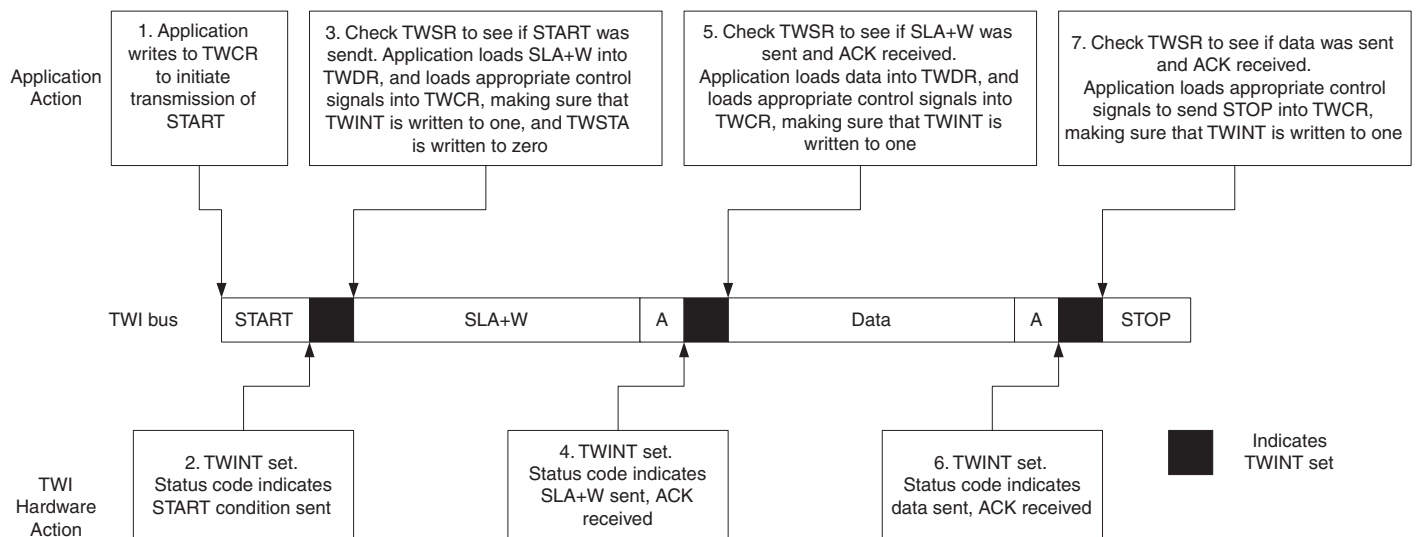 Application
Action
1. Application
writes to TWCR
to initiate
transmission of
START
3. Check TWSR to see if START was
sendt. Application loads SLA+W into
TWDR, and loads appropriate control
signals into TWCR, making sure that
TWINT is written to one, and TWSTA
is written to zero
5. Check TWSR to see if SLA+W was
sent and ACK received.
Application loads data into TWDR, and
loads appropriate control signals into
TWCR, making sure that TWINT is
written to one
7. Check TWSR to see if data was sent
and ACK received.
Application loads appropriate control
signals to send STOP into TWCR,
making sure that TWINT is written to one
TWI bus
START
SLA+W
A
Data
A
STOP
TWI
Hardware
Action
2. TWINT set.
Status code indicates
START condition sent
4. TWINT set.
Status code indicates
SLA+W sent, ACK
received
6. TWINT set.
Status code indicates
data sent, ACK received
Indicates
TWINT set